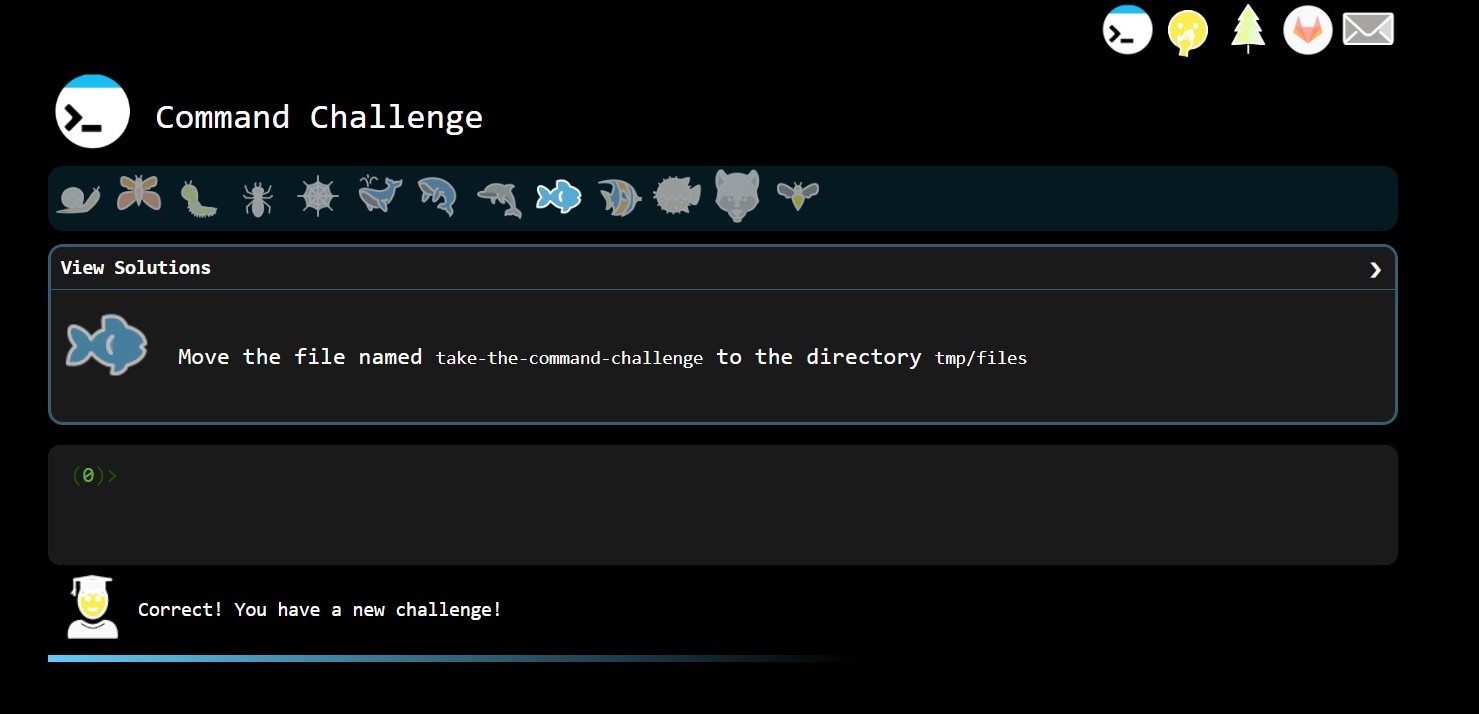 Command Challenge
View Solutions
Move the file named take-the-command-challenge to the directory tmp/files
(0)>
Correct! You have a new challenge!